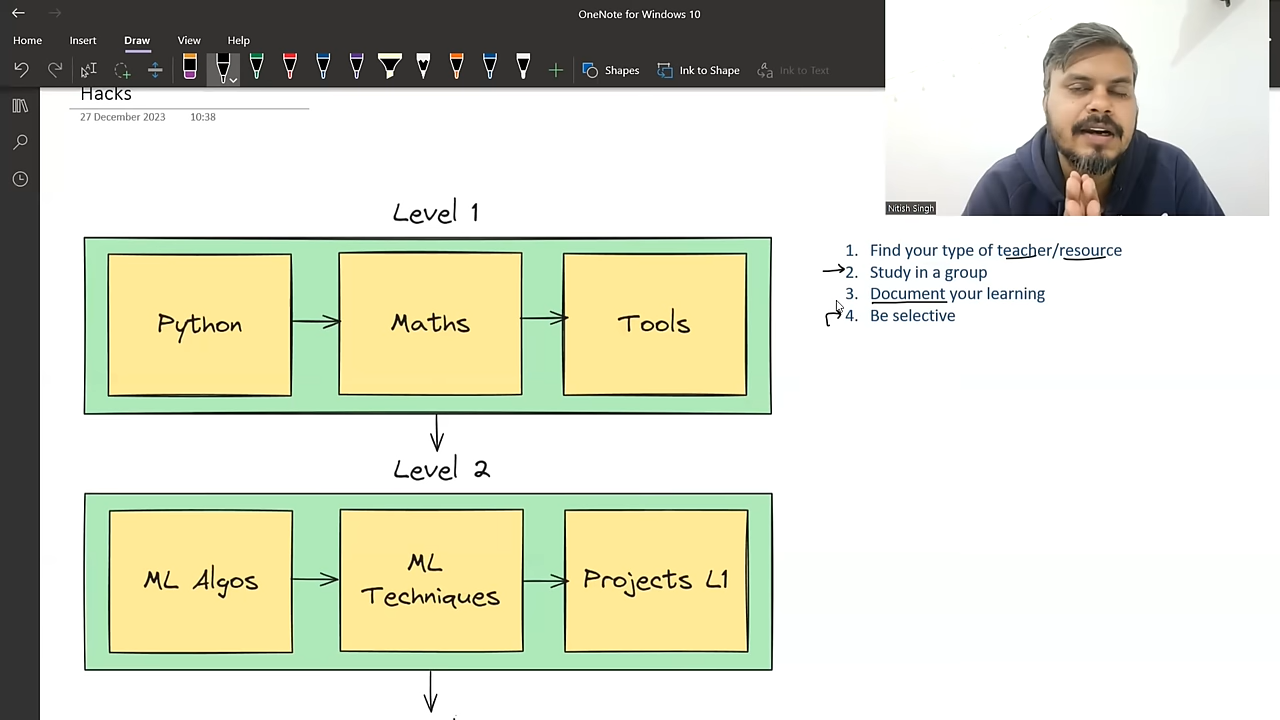 OneNote for Windows 10
Home Insert Draw View Help
Shapes Ink to Shape Ink to Text
Hacks
27 December 2023 10:38
Nitish Singh
Level 1
Python Maths Tools
1. Find your type of teacher/resource
2. Study in a group
3. Document your learning
4. Be selective
Level 2
ML Algos
ML
Techniques
Projects L1